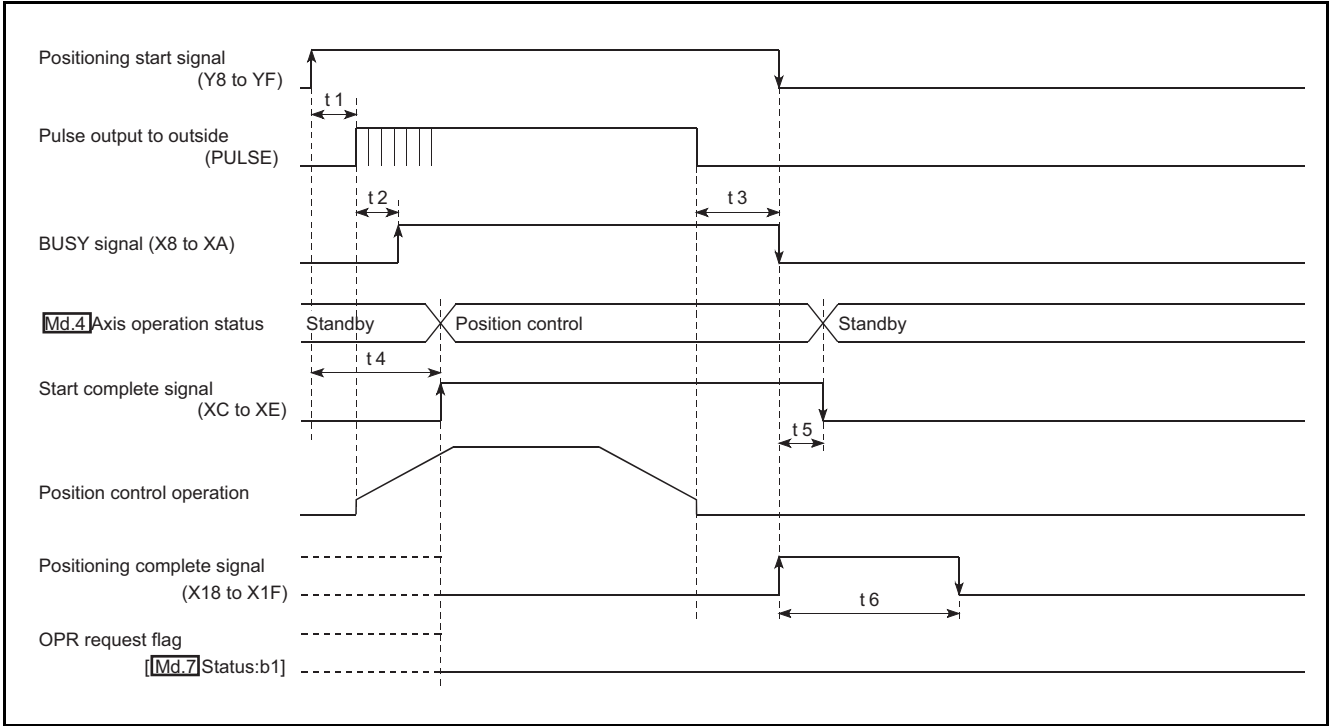 Positioning start signal
(Y8 to YF)
t 1
Pulse output to outside
(PULSE)
t 2
t 3
BUSY signal (X8 to XA)
Md.4 Axis operation status
Standby
Position control
Standby
t 4
Start complete signal
(XC to XE)
t 5
Position control operation
Positioning complete signal
(X18 to X1F)
t 6
OPR request flag
[Md.7 Status:b1]